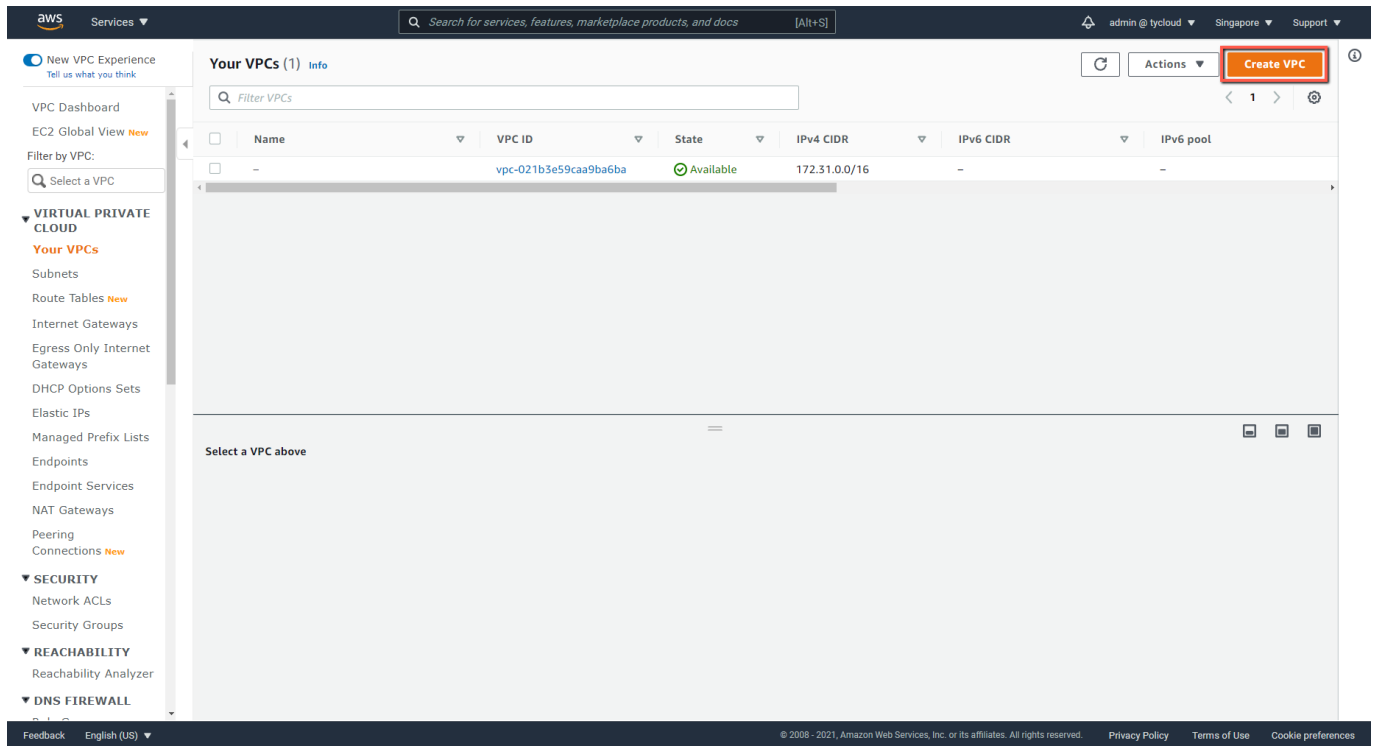 aws Services ▼ Search for services, features, marketplace products, and docs [Alt+S] admin @ tycloud ▼ Singapore ▼ Support ▼
New VPC Experience
Tell us what you think
VPC Dashboard
EC2 Global View New
Filter by VPC:
Select a VPC
▼ VIRTUAL PRIVATE
CLOUD
Your VPCs
Subnets
Route Tables New
Internet Gateways
Egress Only Internet
Gateways
DHCP Options Sets
Elastic IPs
Managed Prefix Lists
Endpoints
Endpoint Services
NAT Gateways
Peering
Connections New
▼ SECURITY
Network ACLs
Security Groups
▼ REACHABILITY
Reachability Analyzer
▼ DNS FIREWALL
Your VPCs (1) Info
Actions ▼ Create VPC
Filter VPCs
< 1 >
Name VPC ID State IPv4 CIDR IPv6 CIDR IPv6 pool
– vpc-021b3e59caa9ba6ba Available 172.31.0.0/16 – –
Select a VPC above
Feedback English (US) ▼ © 2008 - 2021, Amazon Web Services, Inc. or its affiliates. All rights reserved. Privacy Policy Terms of Use Cookie preferences